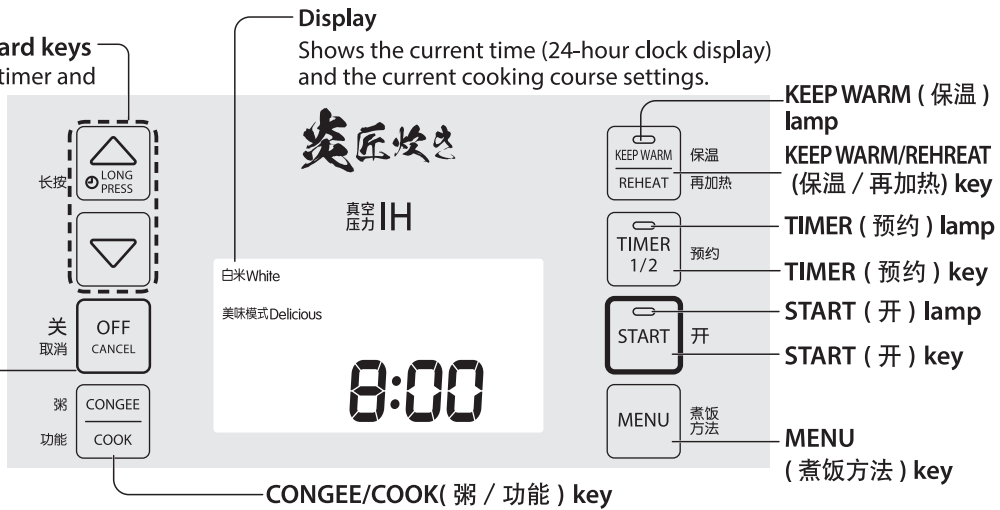 Display
Shows the current time (24-hour clock display)
and the current cooking course settings.
ard keys
timer and
长按
LONG
PRESS
关
取消
OFF
CANCEL
粥
功能
CONGEE
COOK
CONGEE/COOK( 粥 / 功能 ) key
炎匠炊き
真空
压力 IH
白米White
美味模式Delicious
8:00
KEEP WARM
REHEAT
保温
再加热
TIMER
1/2
预约
START
开
MENU
煮饭
方法
KEEP WARM ( 保温 )
lamp
KEEP WARM/REHREAT
(保温 / 再加热) key
TIMER ( 预约 ) lamp
TIMER ( 预约 ) key
START ( 开 ) lamp
START ( 开 ) key
MENU
( 煮饭方法 ) key